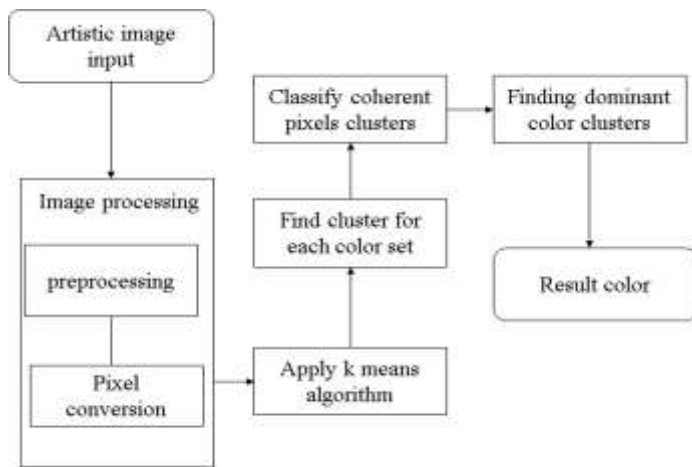 Artistic image
input
Image processing
preprocessing
Pixel
conversion
Apply k means
algorithm
Find cluster for
each color set
Classify coherent
pixels clusters
Finding dominant
color clusters
Result color